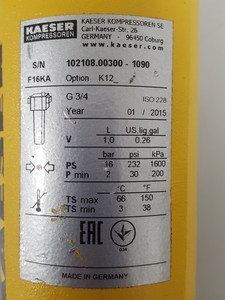 KAESER
KOMPRESSOREN
KAESER KOMPRESSOREN SE
Carl-Kaeser-Str. 26
GERMANY - 96450 Coburg
www.kaeser.com
S/N 102108.00300 - 1090
F16KA Option K12_
G 3/4 ISO 228
Year 01 / 2015
L US.liq.gal
V 1.0 0.26
bar psi kPa
PS 16 232 1600
P min 2 30 200
°C °F
TS max 66 150
TS min 3 38
EAC
MADE IN GERMANY